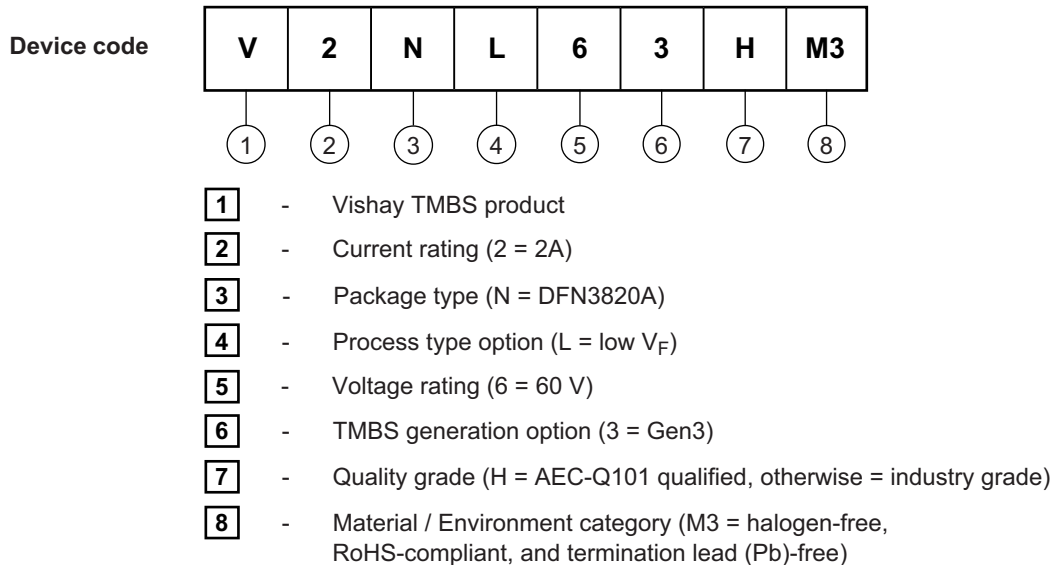 Device code
V 2 N L 6 3 H M3
1 2 3 4 5 6 7 8
1 - Vishay TMBS product
2 - Current rating (2 = 2A)
3 - Package type (N = DFN3820A)
4 - Process type option (L = low VF)
5 - Voltage rating (6 = 60 V)
6 - TMBS generation option (3 = Gen3)
7 - Quality grade (H = AEC-Q101 qualified, otherwise = industry grade)
8 - Material / Environment category (M3 = halogen-free,
RoHS-compliant, and termination lead (Pb)-free)